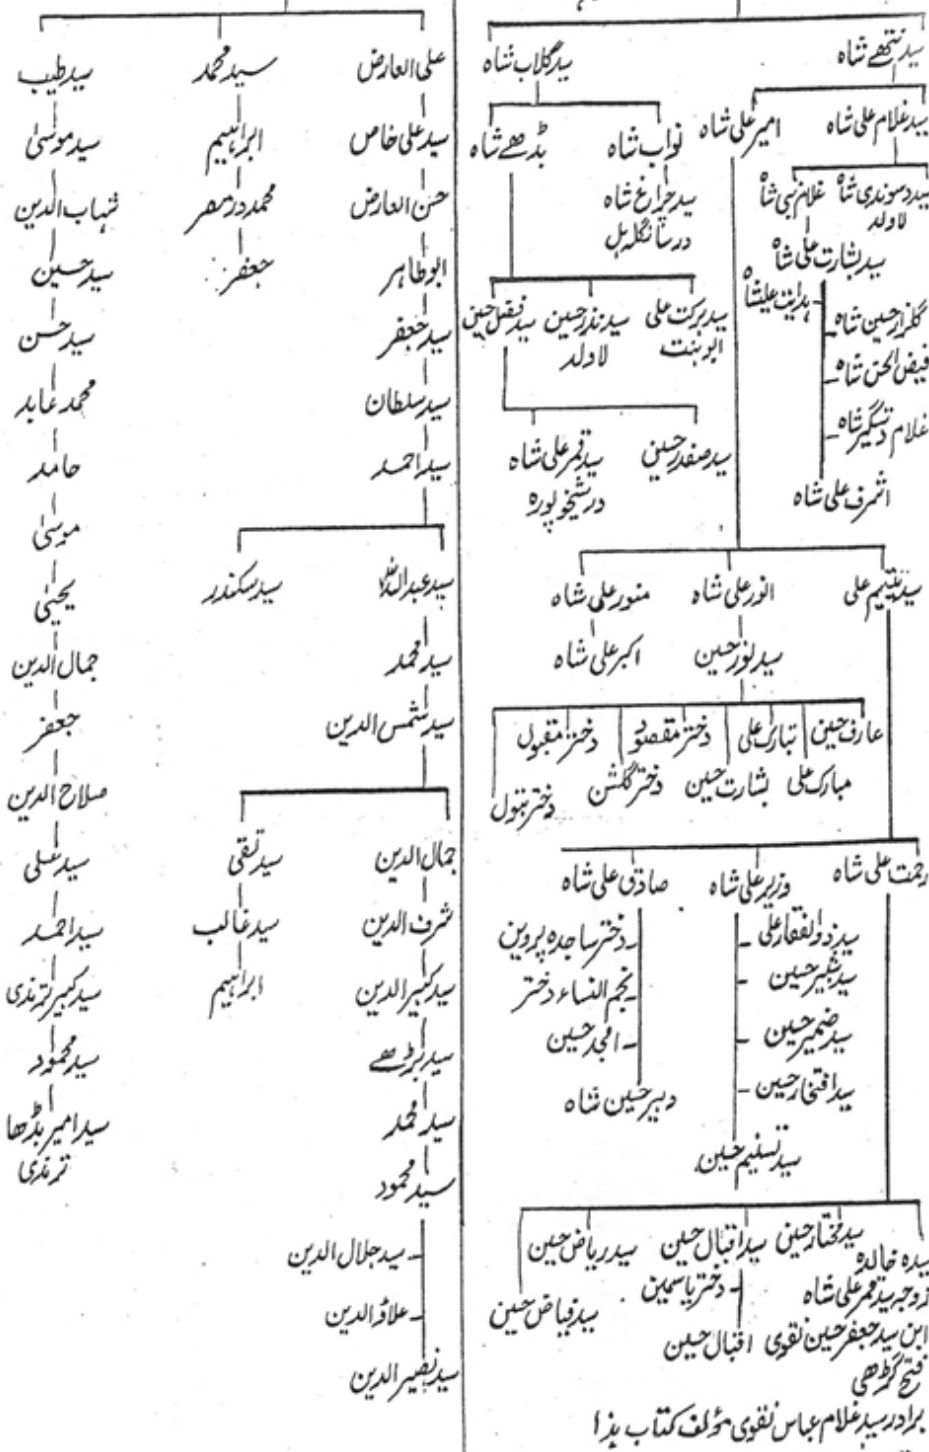 سید نتھے شاہ
سید گلاب شاہ
سید غلام علی شاہ
امیر علی شاہ
نواب شاہ
بڈھے شاہ
سید دسوندی شاہ
لاولد
غلام نبی شاہ
سید چراغ شاہ
در سانگلہ ہل
سید بشارت علی شاہ
ہدایت علیشاہ
گلزار حسین شاہ
فیض الحن شاہ
غلام دستگیر شاہ
اشرف علی شاہ
سید برکت علی
ابو بنت
سید نذر حسین
لاولد
سید فضل حسین
سید صفدر حسین
سید قمر علی شاہ
در شیخوپورہ
سید یتیم علی
انور علی شاہ
منور علی شاہ
سید نور حسین
اکبر علی شاہ
عارف حسین
تبارک علی
دختر مقصود
دختر مقبول
مبارک علی
بشارت حسین
دختر گلشن
دختر بتول
رحمت علی شاہ
وزیر علی شاہ
صادق علی شاہ
سید ذوالفقار علی
سید شبیر حسین
سید ضمیر حسین
سید افتخار حسین
سید تسنیم حسین
دختر ساجدہ پروین
نجم النساء دختر
امجد حسین
دبیر حسین شاہ
سید مختار حسین
سید اقبال حسین
سید ریاض حسین
سید فیاض حسین
دختر یاسمین
اقبال حسین
سیدہ خالدہ
زوجہ سید قمر علی شاہ
ابن سید جعفر حسین نقوی
فتح گڑھی
برادر سید غلام عباس نقوی مؤلف کتاب ہذا
علی العارض
سید محمد
سید طیب
سید علی خاص
ابراہیم
سید موسیٰ
حسن العارض
محمد در مصر
شہاب الدین
ابو طاہر
جعفر
سید حسین
سید جعفر
سید حسن
سید سلطان
محمد عابد
سید احمد
حامد
موسیٰ
سید عبداللہ
سید سکندر
یحییٰ
سید محمد
جمال الدین
سید شمس الدین
جعفر
صلاح الدین
جمال الدین
سید تقی
سید علی
شرف الدین
سید غالب
سید احمد
سید کبیر الدین
ابراہیم
سید کبیر ترمذی
سید بڑھے
سید محمود
سید محمد
سید امیر بڈھا
ترمذی
سید محمود
سید جلال الدین
علاؤ الدین
سید نصیر الدین